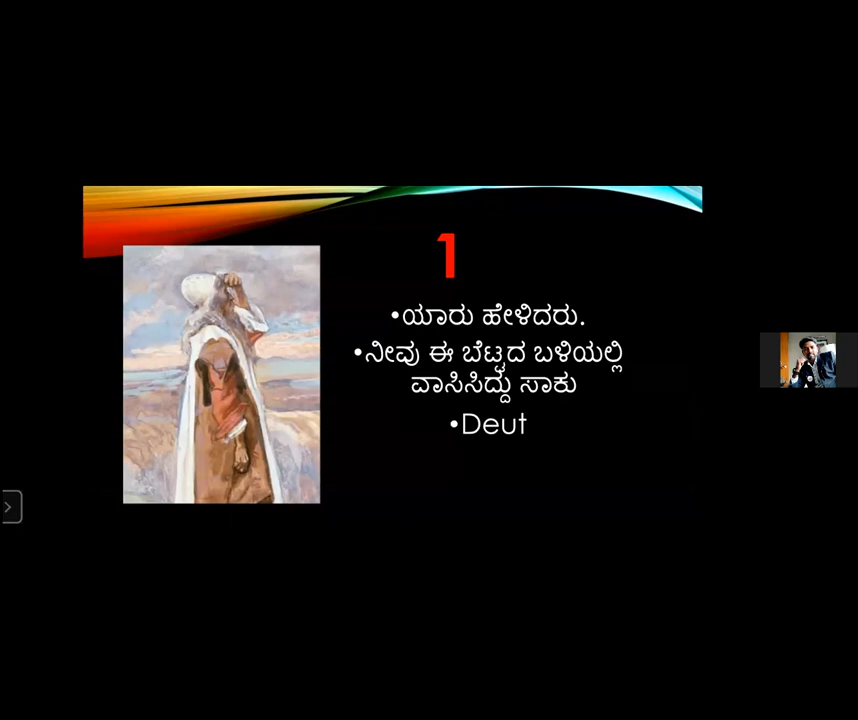 1
•ಯಾರು ಹೇಳಿದರು.
•ನೀವು ಈ ಬೆಟ್ಟದ ಬಳಿಯಲ್ಲಿ
ವಾಸಿಸಿದ್ದು ಸಾಕು
•Deut